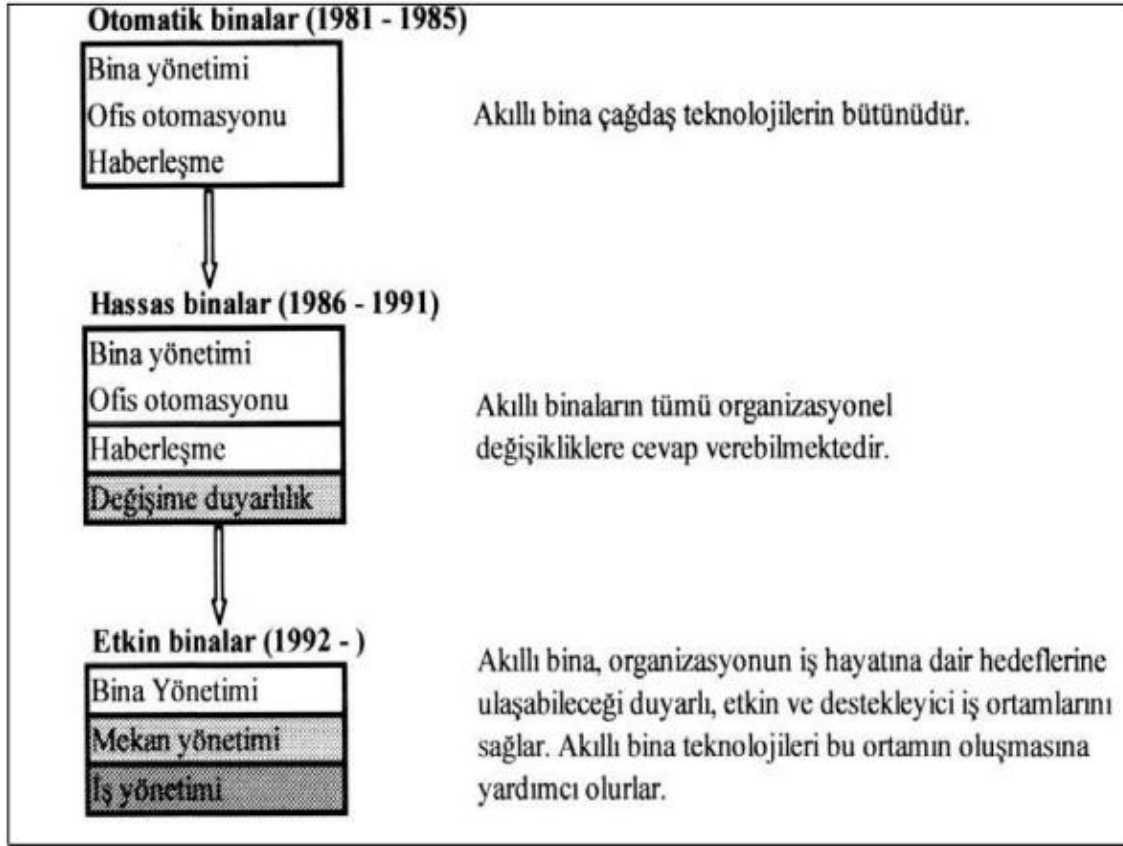 Otomatik binalar (1981 - 1985)
Bina yönetimi
Ofis otomasyonu
Haberleşme
Akıllı bina çağdaş teknolojilerin bütünüdür.
Hassas binalar (1986 - 1991)
Bina yönetimi
Ofis otomasyonu
Haberleşme
Değişime duyarlılık
Akıllı binaların tümü organizasyonel
değişikliklere cevap verebilmektedir.
Etkin binalar (1992 - )
Bina Yönetimi
Mekan yönetimi
İş yönetimi
Akıllı bina, organizasyonun iş hayatına dair hedeflerine
ulaşabileceği duyarlı, etkin ve destekleyici iş ortamlarını
sağlar. Akıllı bina teknolojileri bu ortamın oluşmasına
yardımcı olurlar.